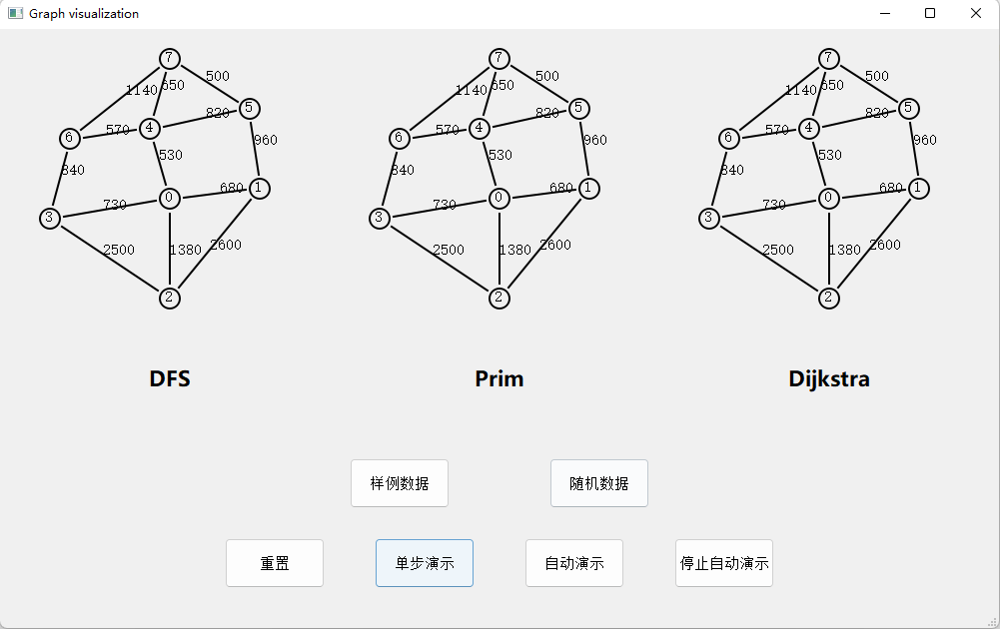 Graph visualization
7 7 7
500 500 500
1140 650 1140 650 1140 650
5 5 5
820 820 820
570 4 570 4 570 4
6 6 6
960 960 960
530 530 530
840 840 840
680 1 680 1 680 1
0 0 0
730 730 730
3 3 3
2500 1380 2600 2500 1380 2600 2500 1380 2600
2 2 2
DFS Prim Dijkstra
样例数据 随机数据
重置 单步演示 自动演示 停止自动演示